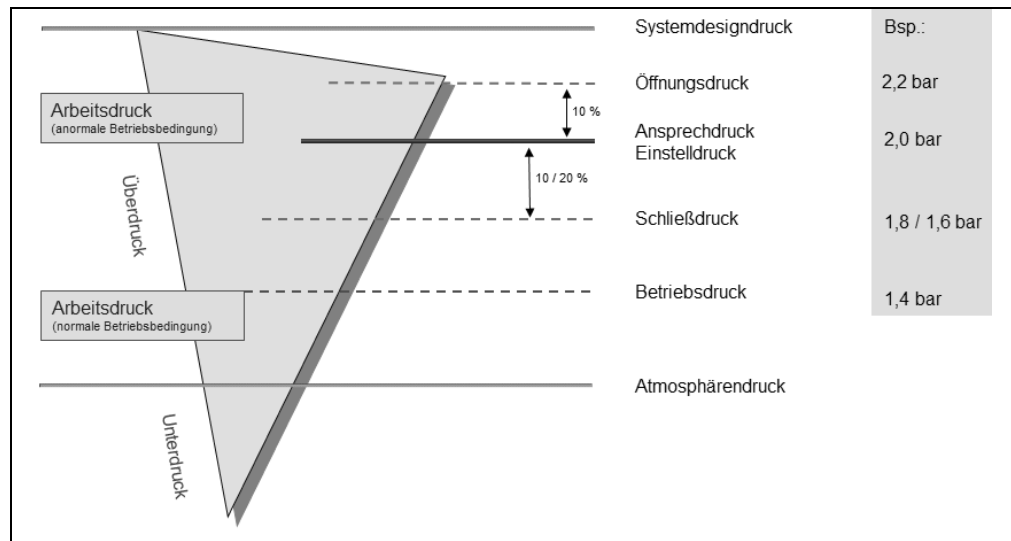 Systemdesigndruck
Bsp.:
Öffnungsdruck
2,2 bar
10 %
Arbeitsdruck
(anormale Betriebsbedingung)
Ansprechdruck
Einstelldruck
2,0 bar
10 / 20 %
Überdruck
Schließdruck
1,8 / 1,6 bar
Arbeitsdruck
(normale Betriebsbedingung)
Betriebsdruck
1,4 bar
Atmosphärendruck
Unterdruck